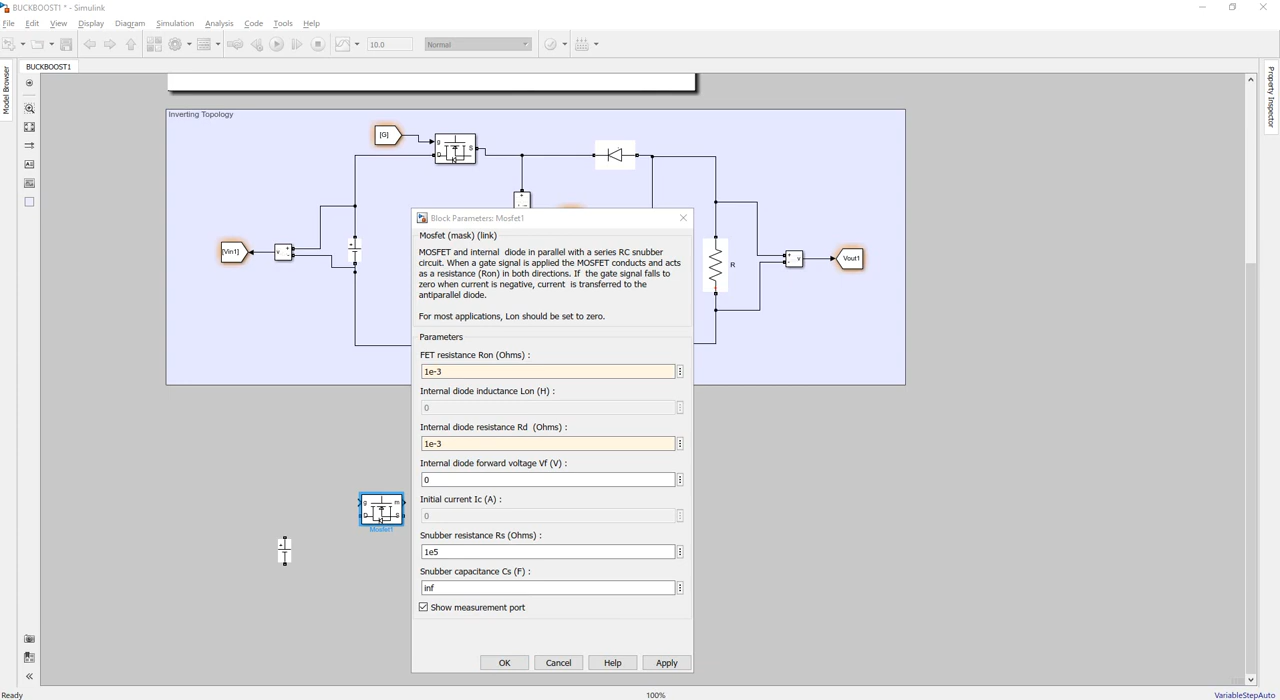 BUCKBOOST1 * - Simulink
File Edit View Display Diagram Simulation Analysis Code Tools Help
10.0 Normal
BUCKBOOST1
Model Browser
Property Inspector
Inverting Topology
[G]
g
D
S
+
-
[Vin1]
v
+
-
+
R
+
-
v
Vout1
Block Parameters: Mosfet1
Mosfet (mask) (link)
MOSFET and internal diode in parallel with a series RC snubber
circuit. When a gate signal is applied the MOSFET conducts and acts
as a resistance (Ron) in both directions. If the gate signal falls to
zero when current is negative, current is transferred to the
antiparallel diode.
For most applications, Lon should be set to zero.
Parameters
FET resistance Ron (Ohms) :
1e-3
Internal diode inductance Lon (H) :
0
Internal diode resistance Rd (Ohms) :
1e-3
Internal diode forward voltage Vf (V) :
0
Initial current Ic (A) :
0
Snubber resistance Rs (Ohms) :
1e5
Snubber capacitance Cs (F) :
inf
Show measurement port
OK Cancel Help Apply
g m
D S
Mosfet1
+
Ready 100% VariableStepAuto